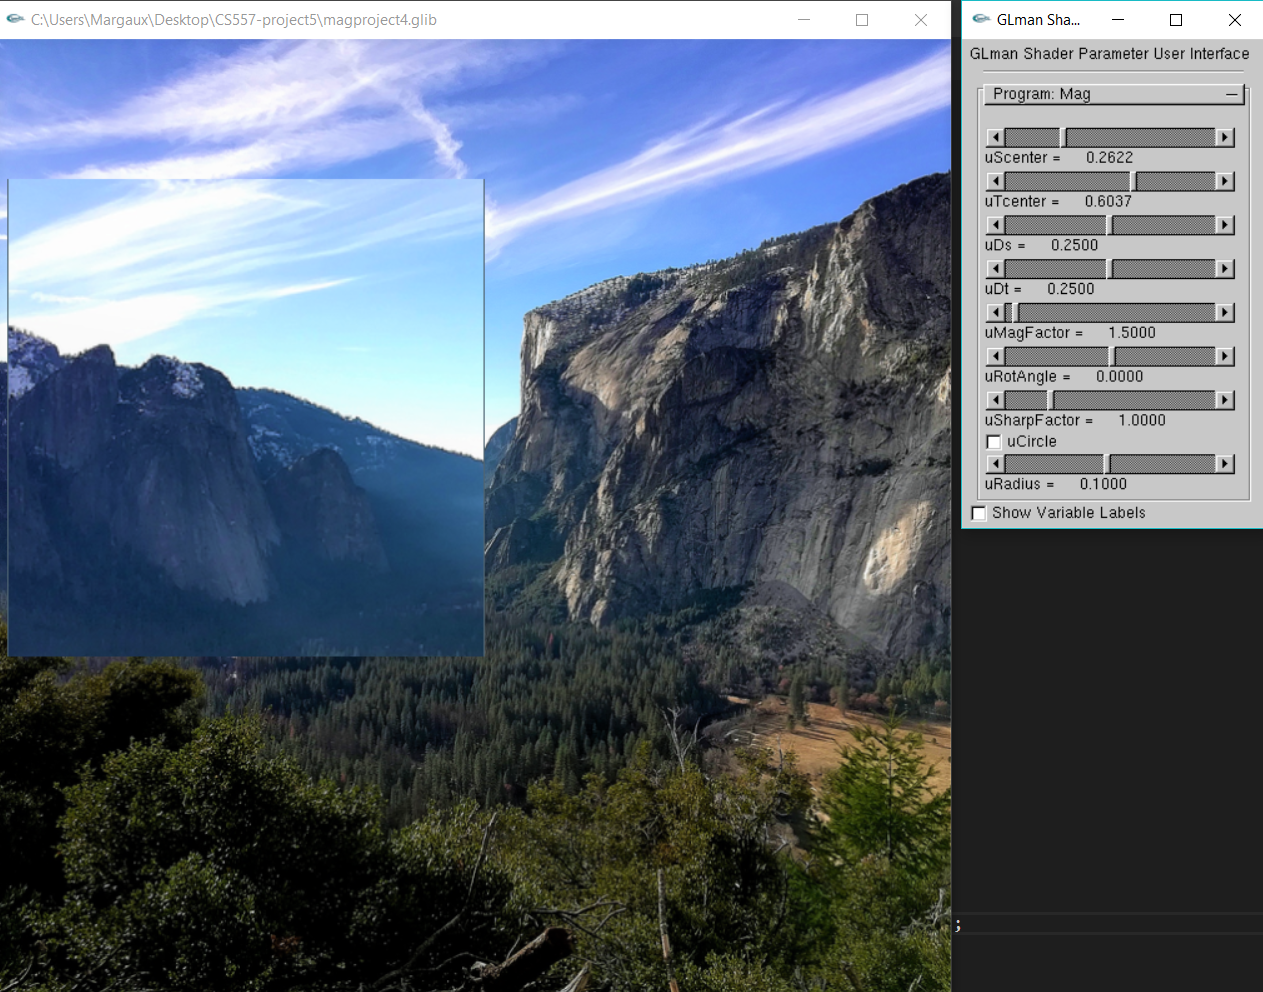 C:\Users\Margaux\Desktop\CS557-project5\magproject4.glib
GLman Sha...
GLman Shader Parameter User Interface
Program: Mag
uScenter = 0.2622
uTcenter = 0.6037
uDs = 0.2500
uDt = 0.2500
uMagFactor = 1.5000
uRotAngle = 0.0000
uSharpFactor = 1.0000
uCircle
uRadius = 0.1000
Show Variable Labels
;